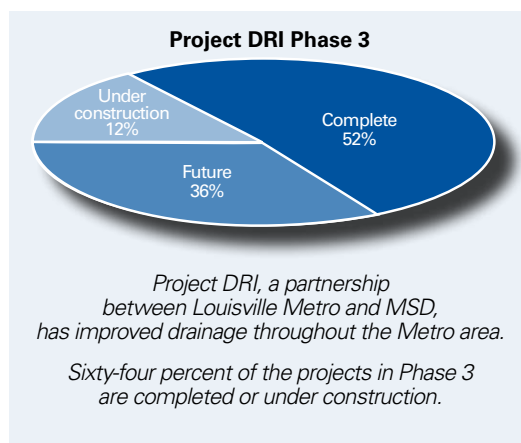 Project DRI Phase 3
Under
construction
12%
Complete
52%
Future
36%
Project DRI, a partnership
between Louisville Metro and MSD,
has improved drainage throughout the Metro area.
Sixty-four percent of the projects in Phase 3
are completed or under construction.